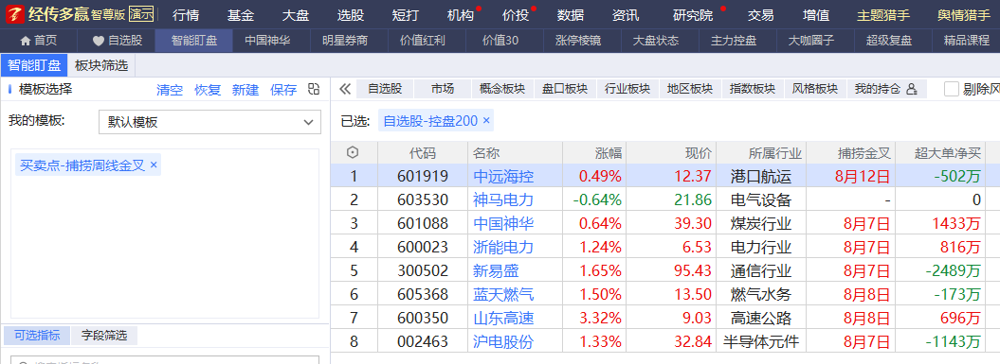 经传多赢 智尊版 演示 行情 基金 大盘 选股 短打 机构 价投 数据 资讯 研究院 交易 增值 主题猎手 舆情猎手
首页 自选股 智能盯盘 中国神华 明星券商 价值红利 价值30 涨停棱镜 大盘状态 主力控盘 大咖圈子 超级复盘 精品课程
智能盯盘 板块筛选
模板选择 清空 恢复 新建 保存
自选股 市场 概念板块 盘口板块 行业板块 地区板块 指数板块 风格板块 我的持仓 剔除风
我的模板: 默认模板
已选: 自选股-控盘200 ×
买卖点-捕捞周线金叉 ×
代码 名称 涨幅 现价 所属行业 捕捞金叉 超大单净买
1 601919 中远海控 0.49% 12.37 港口航运 8月12日 -502万
2 603530 神马电力 -0.64% 21.86 电气设备 - 0
3 601088 中国神华 0.64% 39.30 煤炭行业 8月7日 1433万
4 600023 浙能电力 1.24% 6.53 电力行业 8月7日 816万
5 300502 新易盛 1.65% 95.43 通信行业 8月7日 -2489万
6 605368 蓝天燃气 1.50% 13.50 燃气水务 8月8日 -173万
7 600350 山东高速 3.32% 9.03 高速公路 8月8日 696万
8 002463 沪电股份 1.33% 32.84 半导体元件 8月7日 -1143万
可选指标 字段筛选